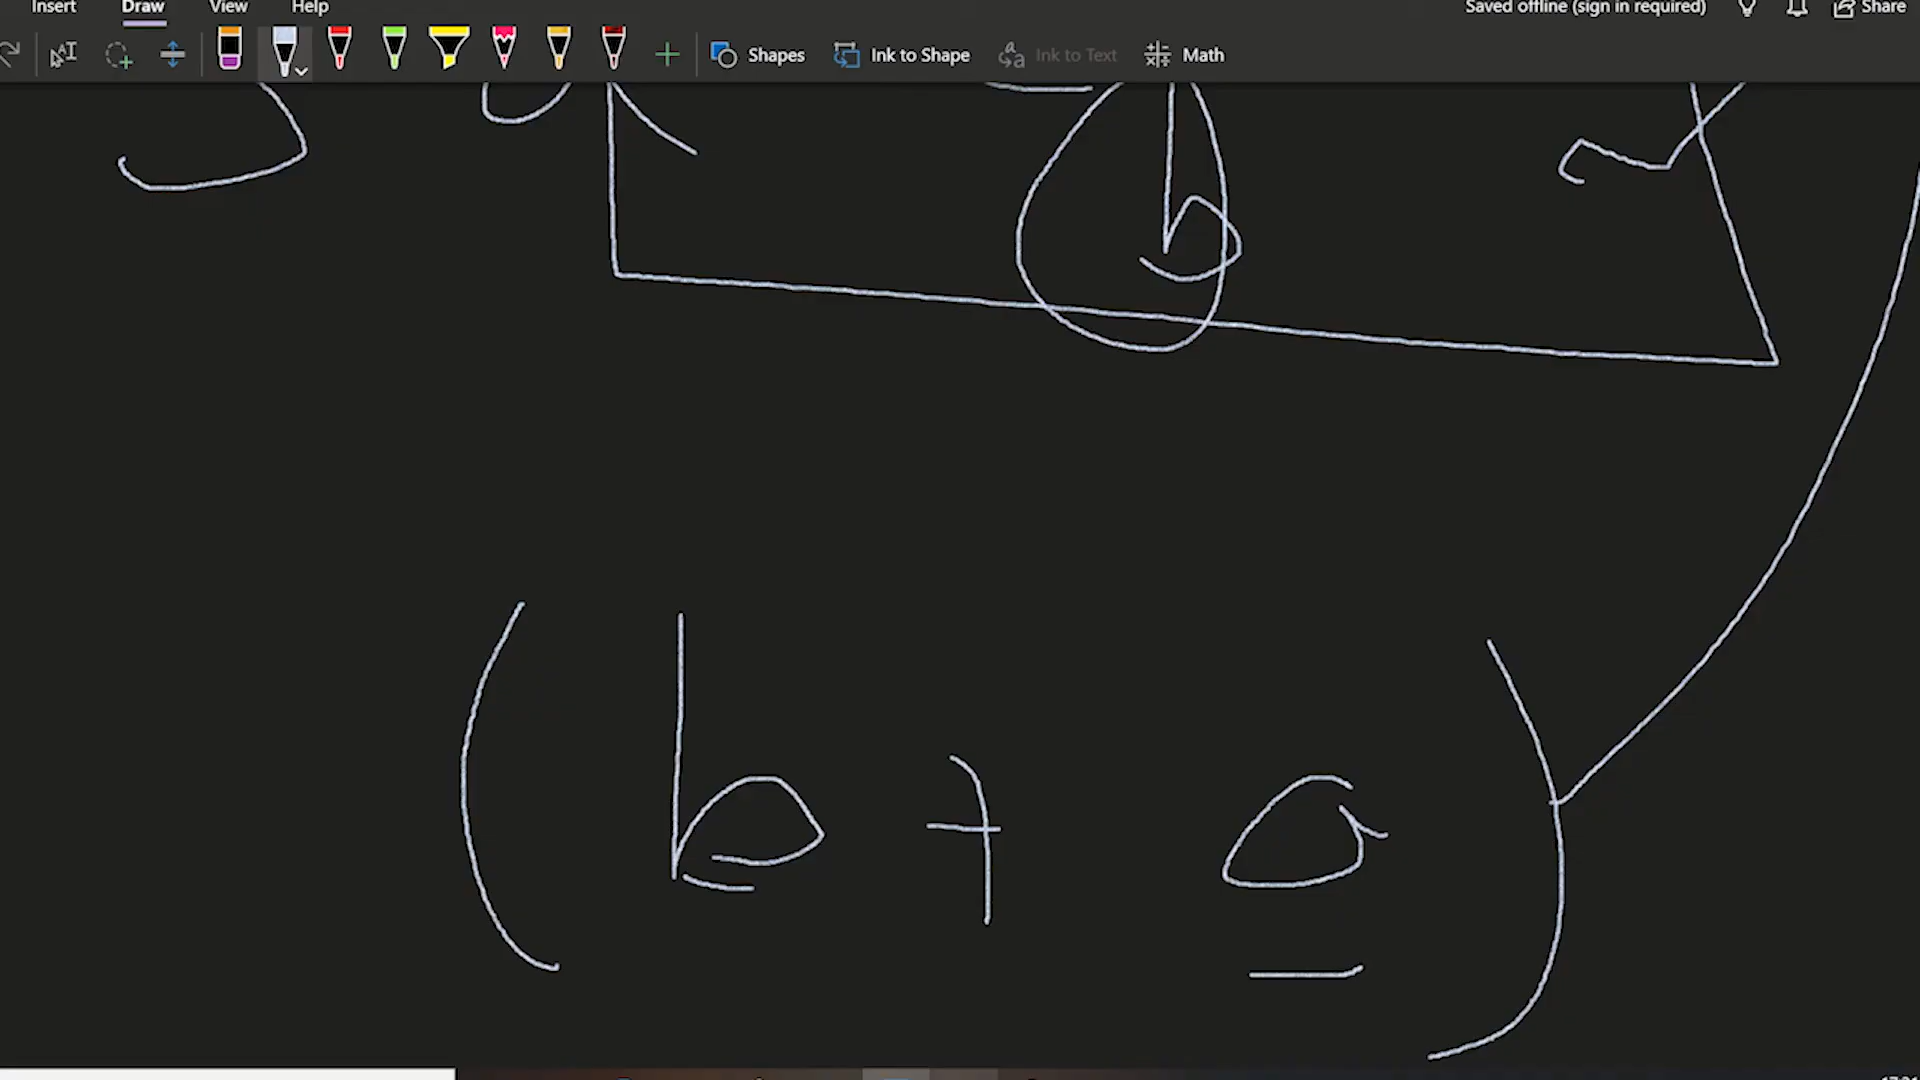 Insert Draw View Help Saved offline (sign in required) Share
Shapes Ink to Shape Ink to Text Math
b
(b + a)